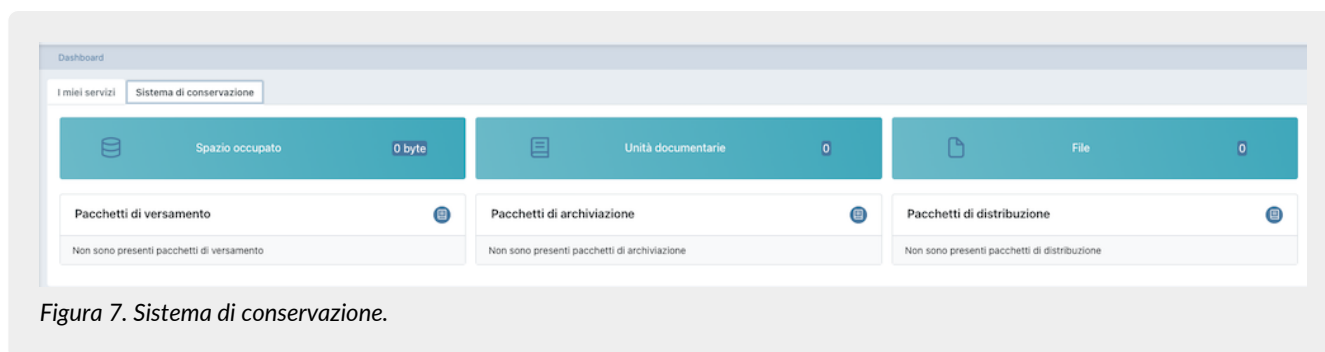 Dashboard
I miei servizi
Sistema di conservazione
Spazio occupato
0 byte
Unità documentarie
0
File
0
Pacchetti di versamento
Non sono presenti pacchetti di versamento
Pacchetti di archiviazione
Non sono presenti pacchetti di archiviazione
Pacchetti di distribuzione
Non sono presenti pacchetti di distribuzione
Figura 7. Sistema di conservazione.